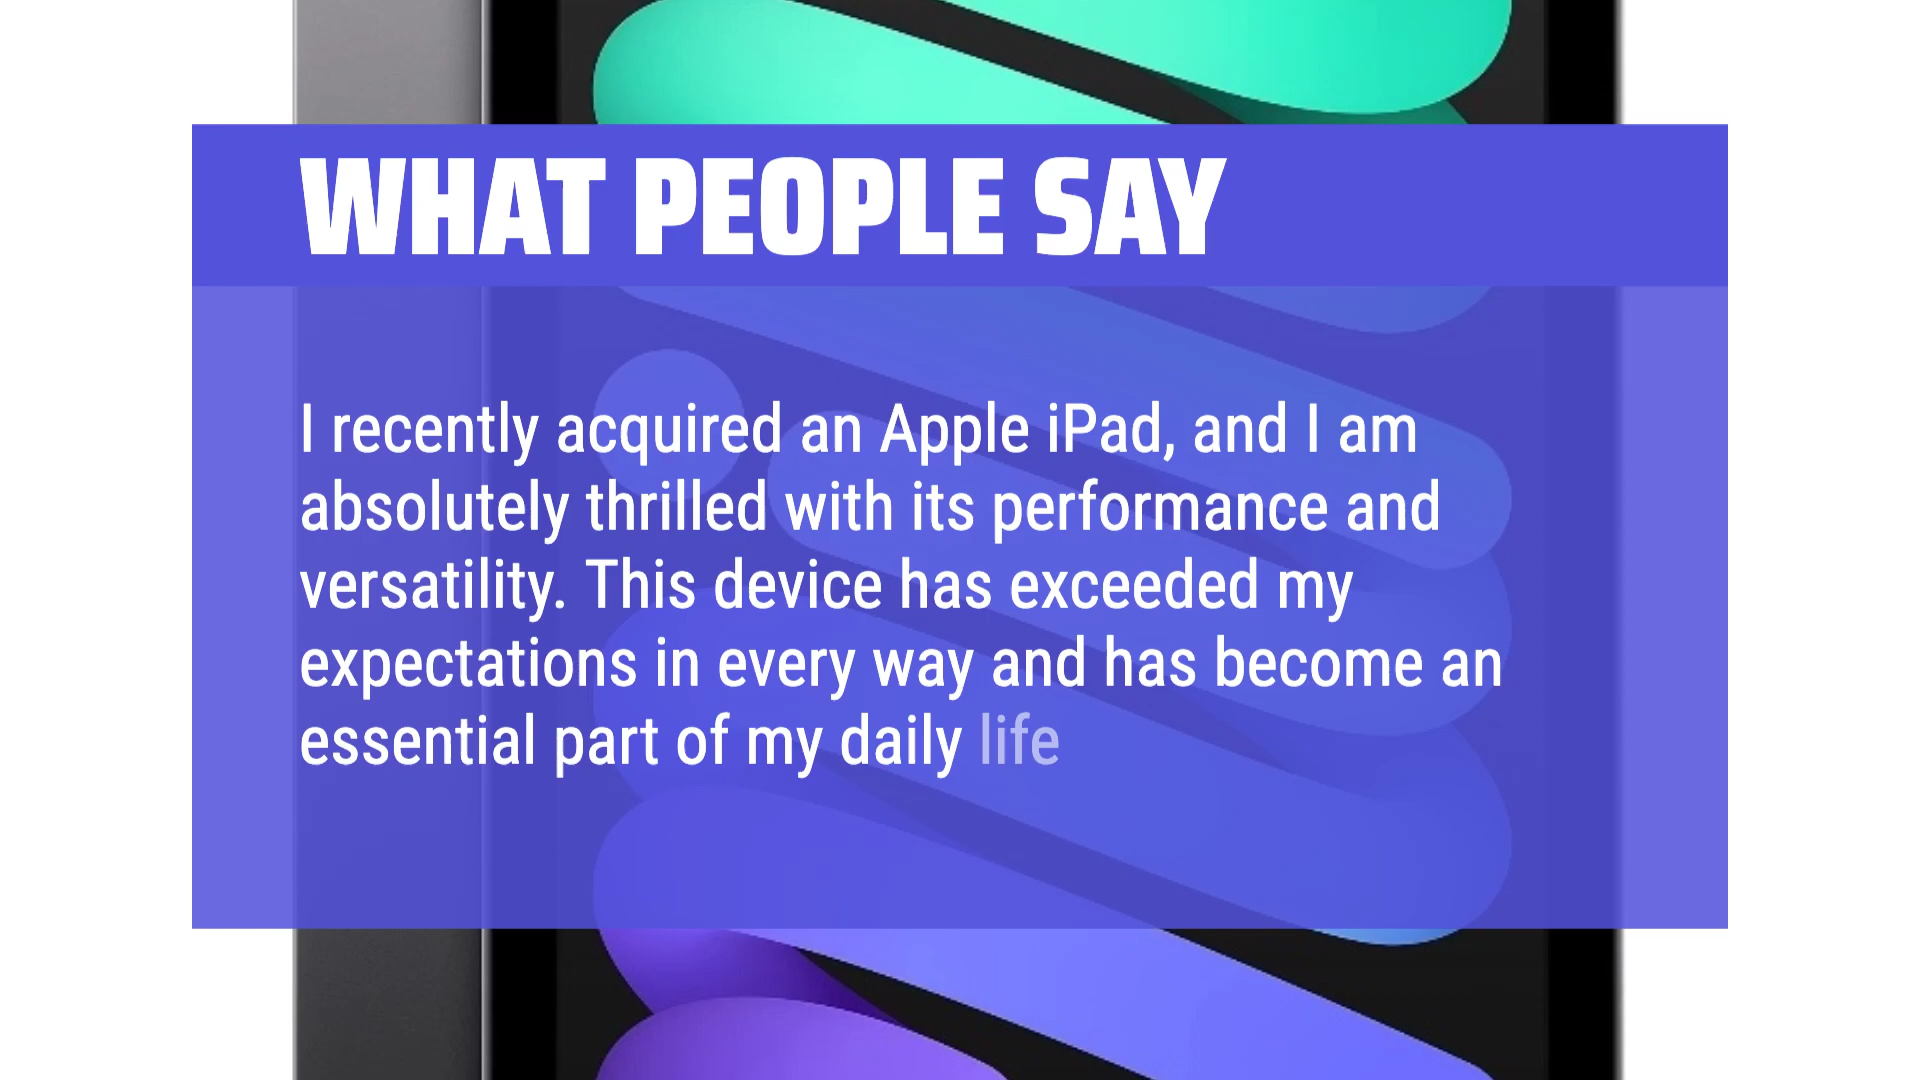 WHAT PEOPLE SAY
I recently acquired an Apple iPad, and I am
absolutely thrilled with its performance and
versatility. This device has exceeded my
expectations in every way and has become an
essential part of my daily life